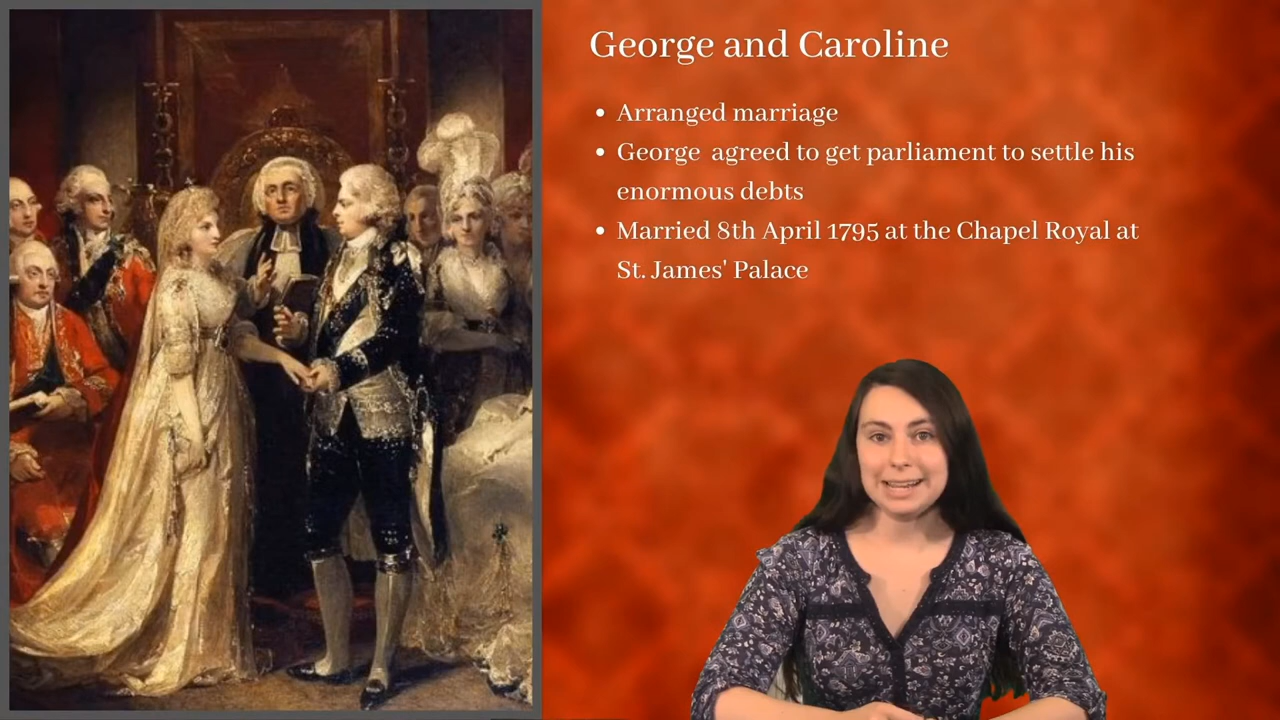 George and Caroline
• Arranged marriage
• George  agreed to get parliament to settle his
enormous debts
• Married 8th April 1795 at the Chapel Royal at
St. James' Palace